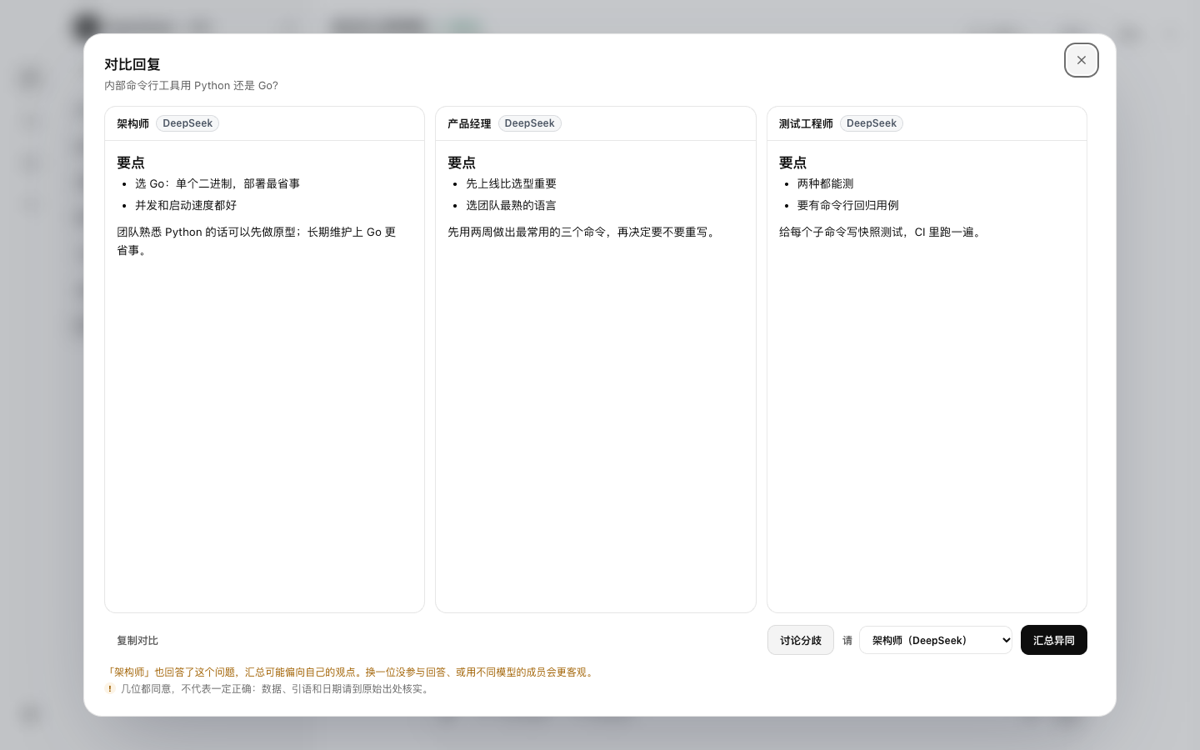 对比回复
内部命令行工具用 Python 还是 Go?
架构师 DeepSeek
要点
• 选 Go：单个二进制，部署最省事
• 并发和启动速度都好
团队熟悉 Python 的话可以先做原型；长期维护上 Go 更
省事。
产品经理 DeepSeek
要点
• 先上线比选型重要
• 选团队最熟的语言
先用两周做出最常用的三个命令，再决定要不要重写。
测试工程师 DeepSeek
要点
• 两种都能测
• 要有命令行回归用例
给每个子命令写快照测试，CI 里跑一遍。
复制对比
讨论分歧 请 架构师（DeepSeek） 汇总异同
「架构师」也回答了这个问题，汇总可能偏向自己的观点。换一位没参与回答、或用不同模型的成员会更客观。
! 几位都同意，不代表一定正确：数据、引语和日期请到原始出处核实。